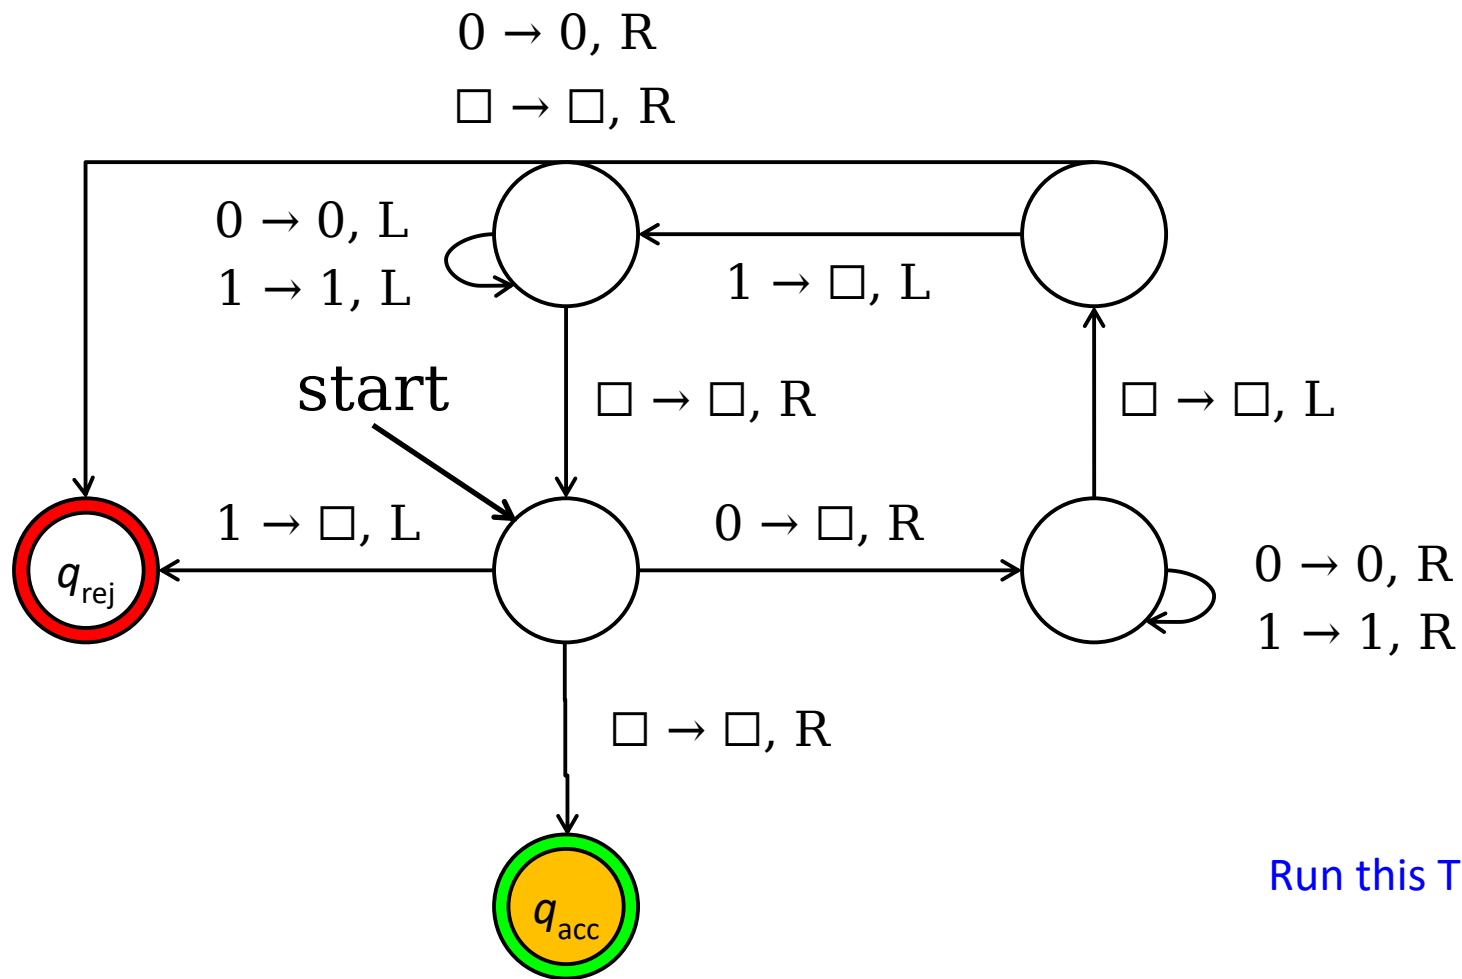 0 → 0, R
□ → □, R
0 → 0, L
1 → 1, L
1 → □, L
start
□ → □, R
□ → □, L
1 → □, L
0 → □, R
q_rej
0 → 0, R
1 → 1, R
□ → □, R
Run this T
q_acc